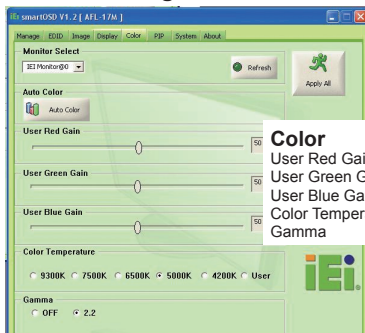 iEi smartOSD V1.2 [ AFL-17M ]
Manage EDID Image Display Color PIP System About
Monitor Select
IEI Monitor@0
Refresh
Apply All
Auto Color
Auto Color
User Red Gain
50
User Green Gain
50
User Blue Gain
50
Color
User Red Gai
User Green G
User Blue Ga
Color Temper
Gamma
Color Temperature
9300K 7500K 6500K 5000K 4200K User
iEi
Gamma
OFF 2.2